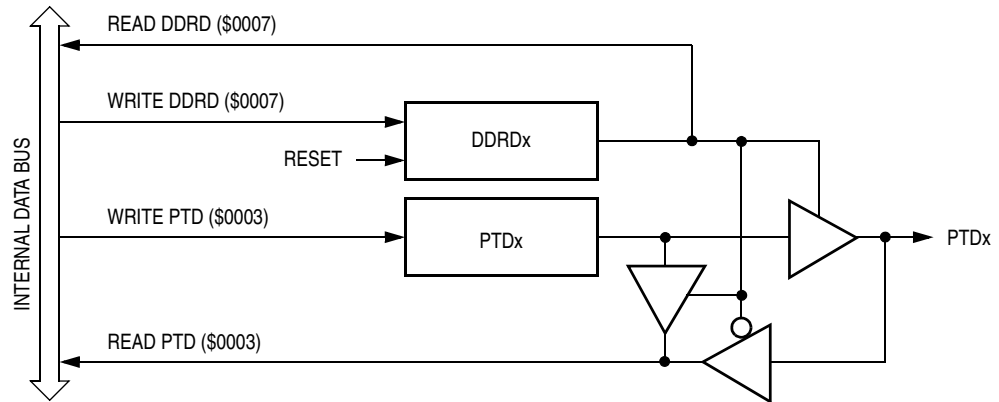 READ DDRD ($0007)
WRITE DDRD ($0007)
DDRDx
RESET
WRITE PTD ($0003)
PTDx
PTDx
READ PTD ($0003)
INTERNAL DATA BUS